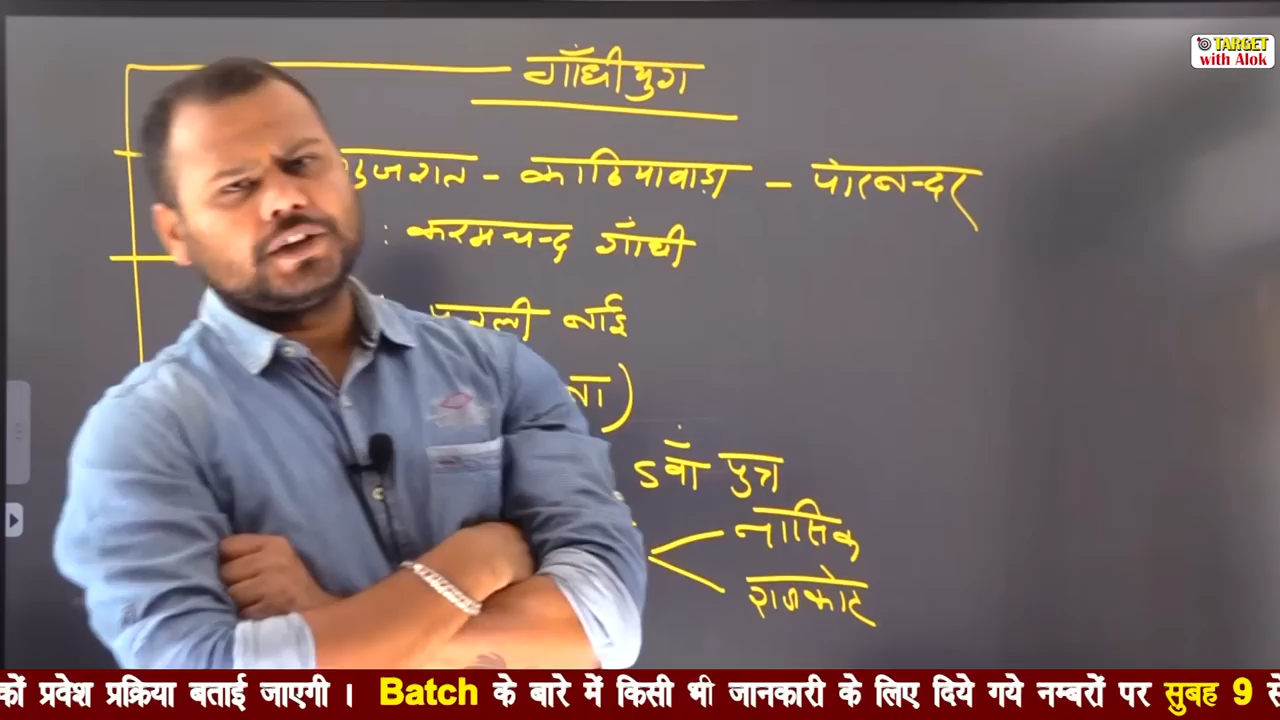 TARGET
with Alok
गाँधी युग
गुजरात - काठियावाड़ - पोरबन्दर
: करमचन्द गाँधी
पुतली बाई
5वां पुत्र
नासिक
राजकोट
कों प्रवेश प्रक्रिया बताई जाएगी । Batch के बारे में किसी भी जानकारी के लिए दिये गये नम्बरों पर सुबह 9 से